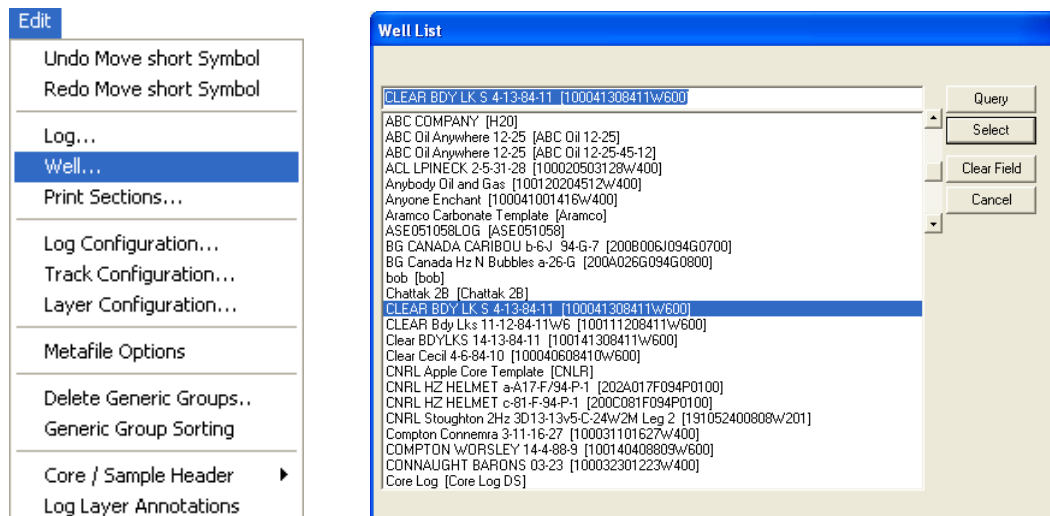 Edit
Undo Move short Symbol
Redo Move short Symbol
Log...
Well...
Print Sections...
Log Configuration...
Track Configuration...
Layer Configuration...
Metafile Options
Delete Generic Groups..
Generic Group Sorting
Core / Sample Header
Log Layer Annotations
Well List
CLEAR BDY LK S 4-13-84-11 [100041308411W600]
Query
Select
Clear Field
Cancel
ABC COMPANY [H20]
ABC Oil Anywhere 12-25 [ABC Oil 12-25]
ABC Oil Anywhere 12-25 [ABC Oil 12-25-45-12]
ACL LPINECK 2-5-31-28 [100020503128W400]
Anybody Oil and Gas [100120204512W400]
Anyone Enchant [100041001416W400]
Aramco Carbonate Template [Aramco]
ASE051058LOG [ASE051058]
BG CANADA CARIBOU b-6-J 94-G-7 [200B006J094G0700]
BG Canada Hz N Bubbles a-26-G [200A026G094G0800]
bob [bob]
Chattak 2B [Chattak 2B]
CLEAR BDY LK S 4-13-84-11 [100041308411W600]
CLEAR Bdy Lks 11-12-84-11W6 [100111208411W600]
Clear BDYLKS 14-13-84-11 [100141308411W600]
Clear Cecil 4-6-84-10 [100040608410W600]
CNRL Apple Core Template [CNLR]
CNRL HZ HELMET a-A17-F/94-P-1 [202A017F094P0100]
CNRL HZ HELMET c-81-F-94-P-1 [200C081F094P0100]
CNRL Stoughton 2Hz 3D13-13v5-C-24W2M Leg 2 [191052400808W201]
Compton Connemra 3-11-16-27 [100031101627W400]
COMPTON WORSLEY 14-4-88-9 [100140408809W600]
CONNAUGHT BARONS 03-23 [100032301223W400]
Core Log [Core Log DS]